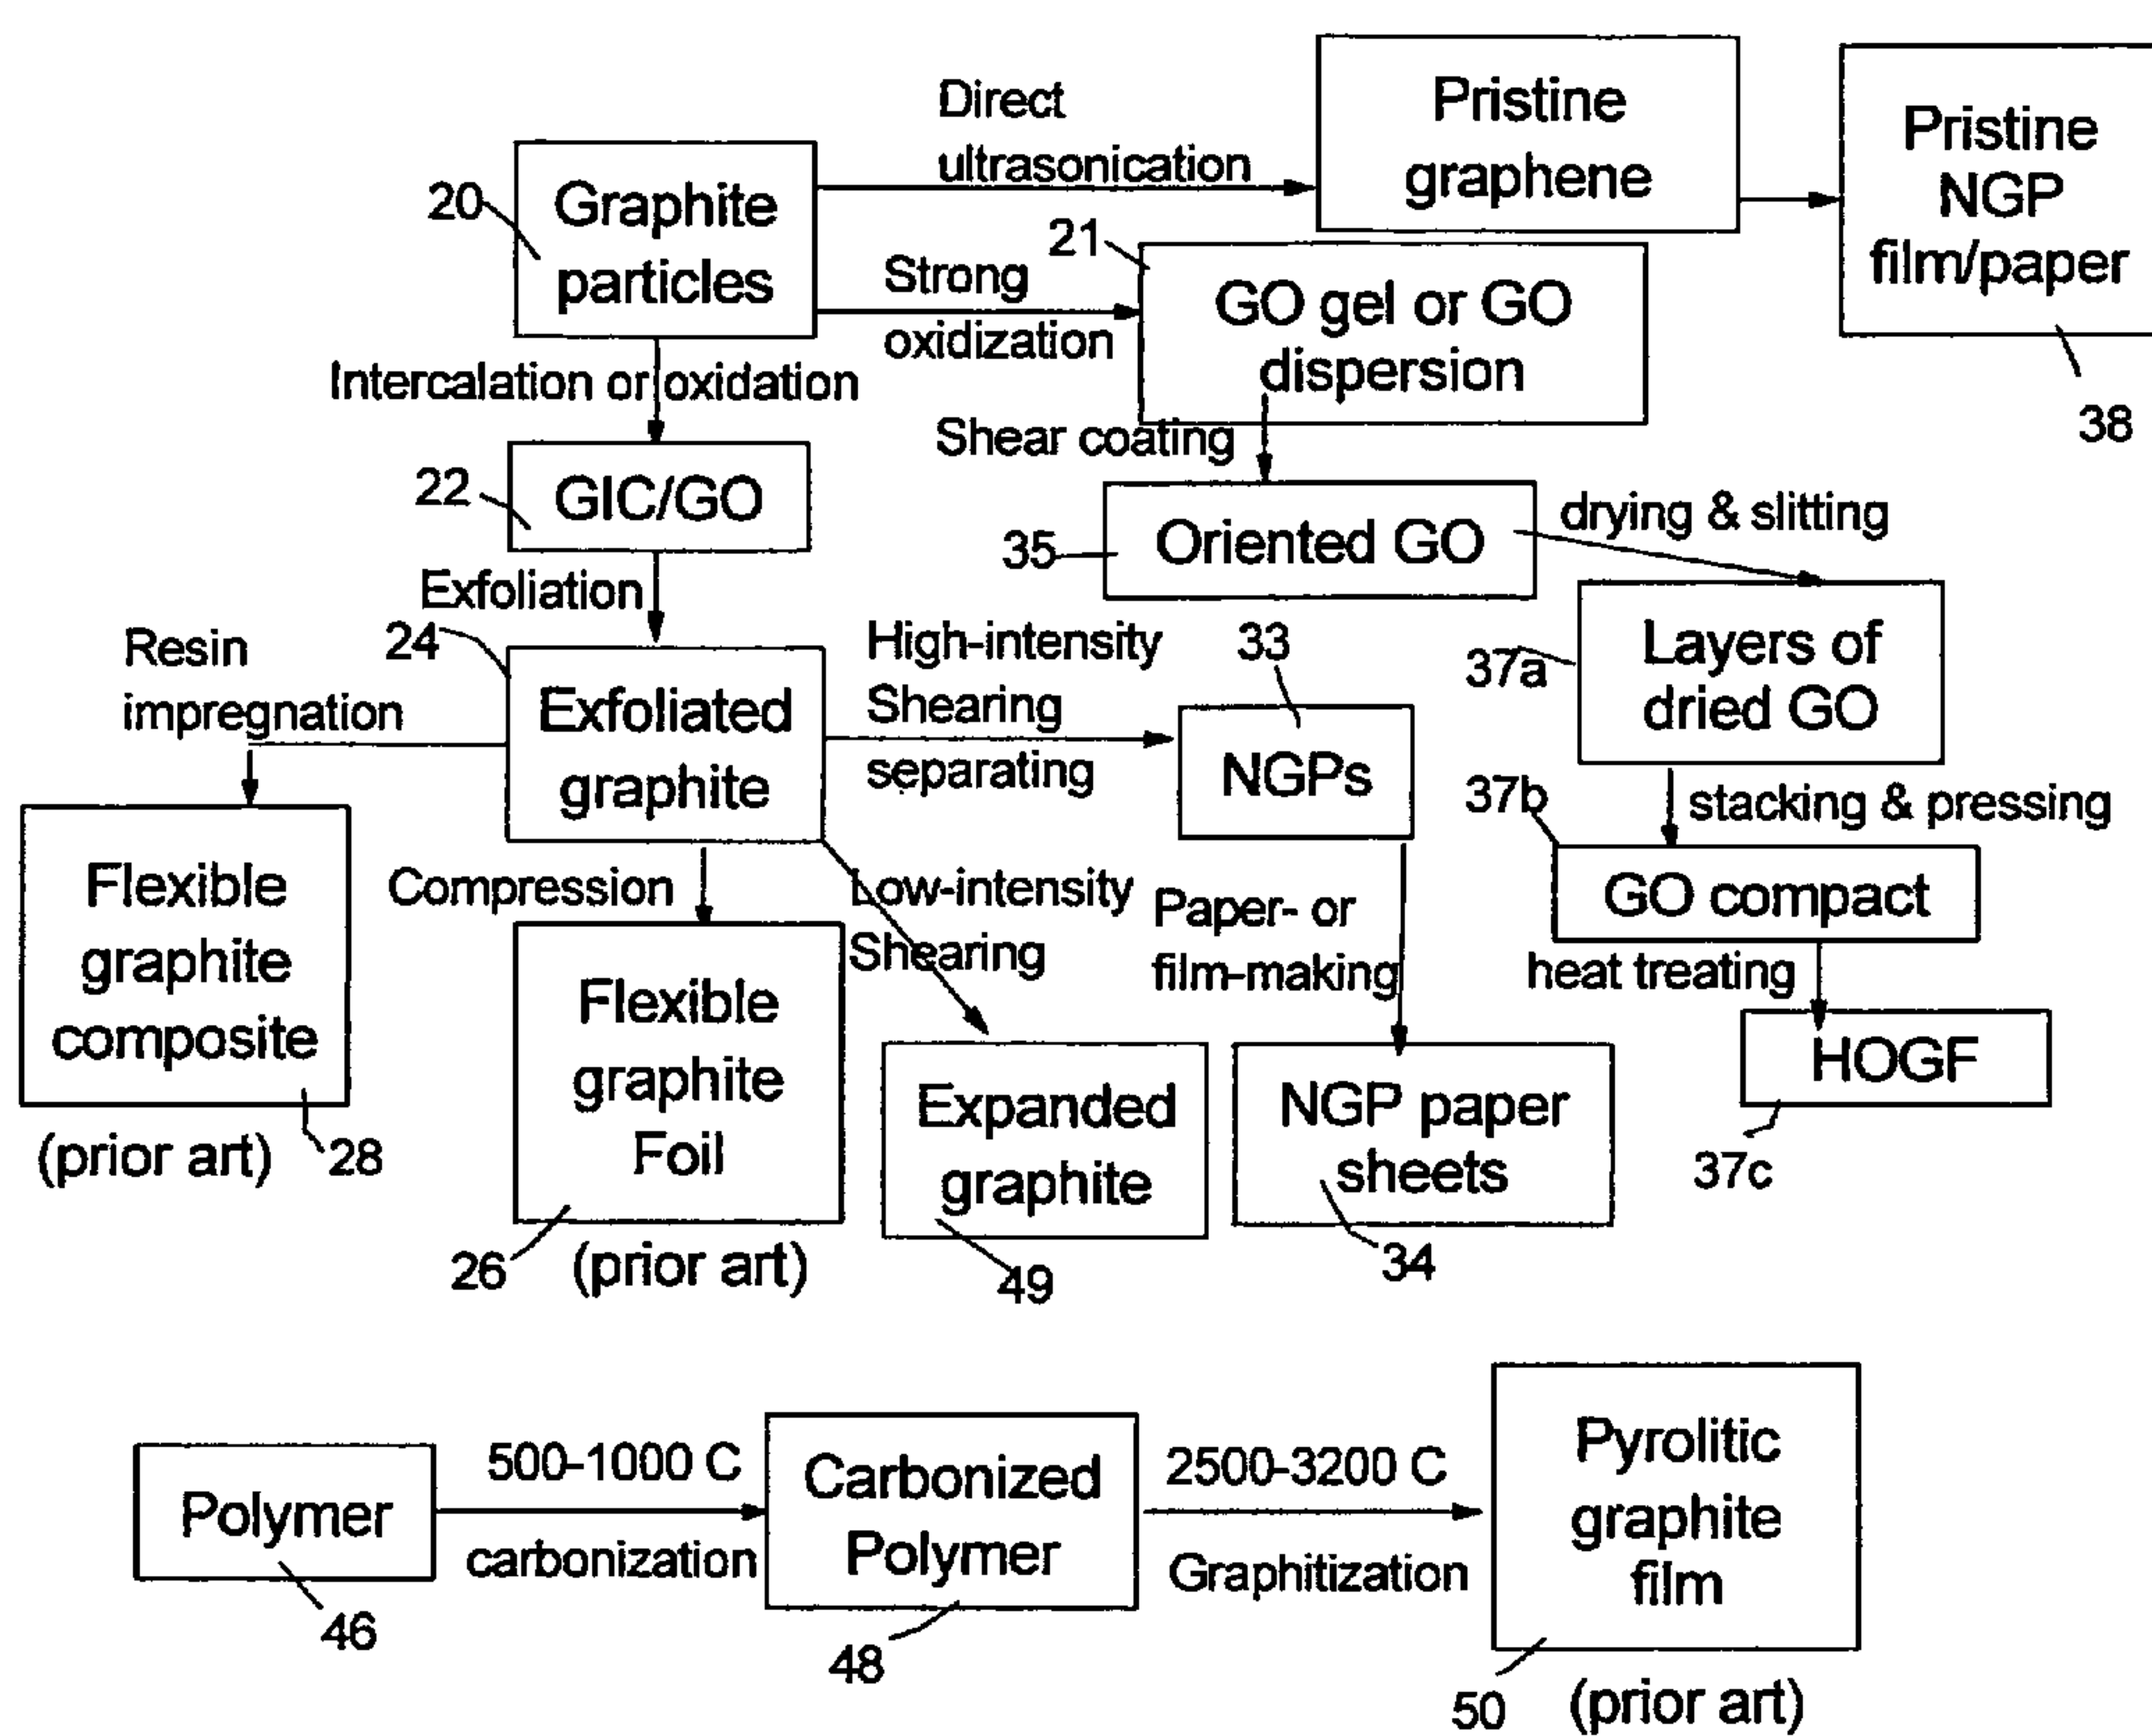 Direct
ultrasonication
Pristine
graphene
Pristine
NGP
film/paper
38
20
Graphite
particles
Strong
oxidization
21
GO gel or GO
dispersion
Intercalation or oxidation
Shear coating
22
GIC/GO
35
Oriented GO
drying & slitting
Exfoliation
37a
Layers of
dried GO
Resin
impregnation
24
Exfoliated
graphite
High-intensity
Shearing
separating
33
NGPs
37b
stacking & pressing
GO compact
Flexible
graphite
composite
(prior art)
28
Compression
Low-intensity
Shearing
Paper- or
film-making
heat treating
HOGF
37c
Flexible
graphite
Foil
26
(prior art)
Expanded
graphite
49
NGP paper
sheets
34
Polymer
46
500-1000 C
carbonization
Carbonized
Polymer
48
2500-3200 C
Graphitization
Pyrolitic
graphite
film
50
(prior art)